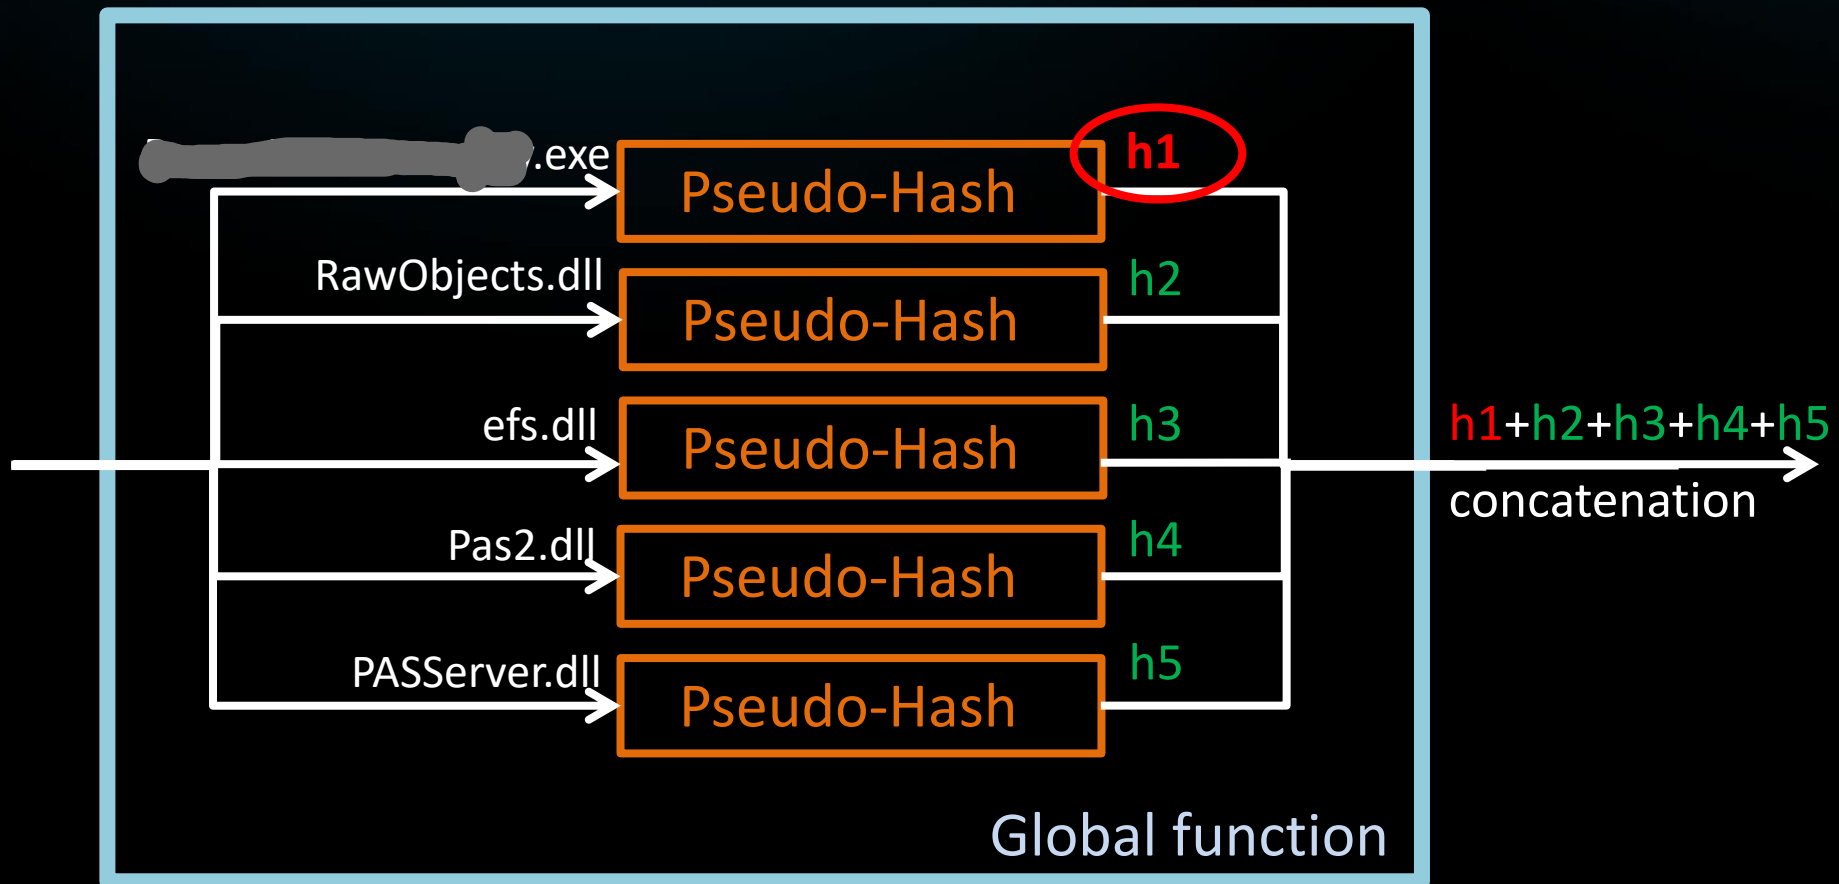 .exe
Pseudo-Hash
h1
RawObjects.dll
Pseudo-Hash
h2
efs.dll
Pseudo-Hash
h3
h1+h2+h3+h4+h5
concatenation
Pas2.dll
Pseudo-Hash
h4
PASServer.dll
Pseudo-Hash
h5
Global function